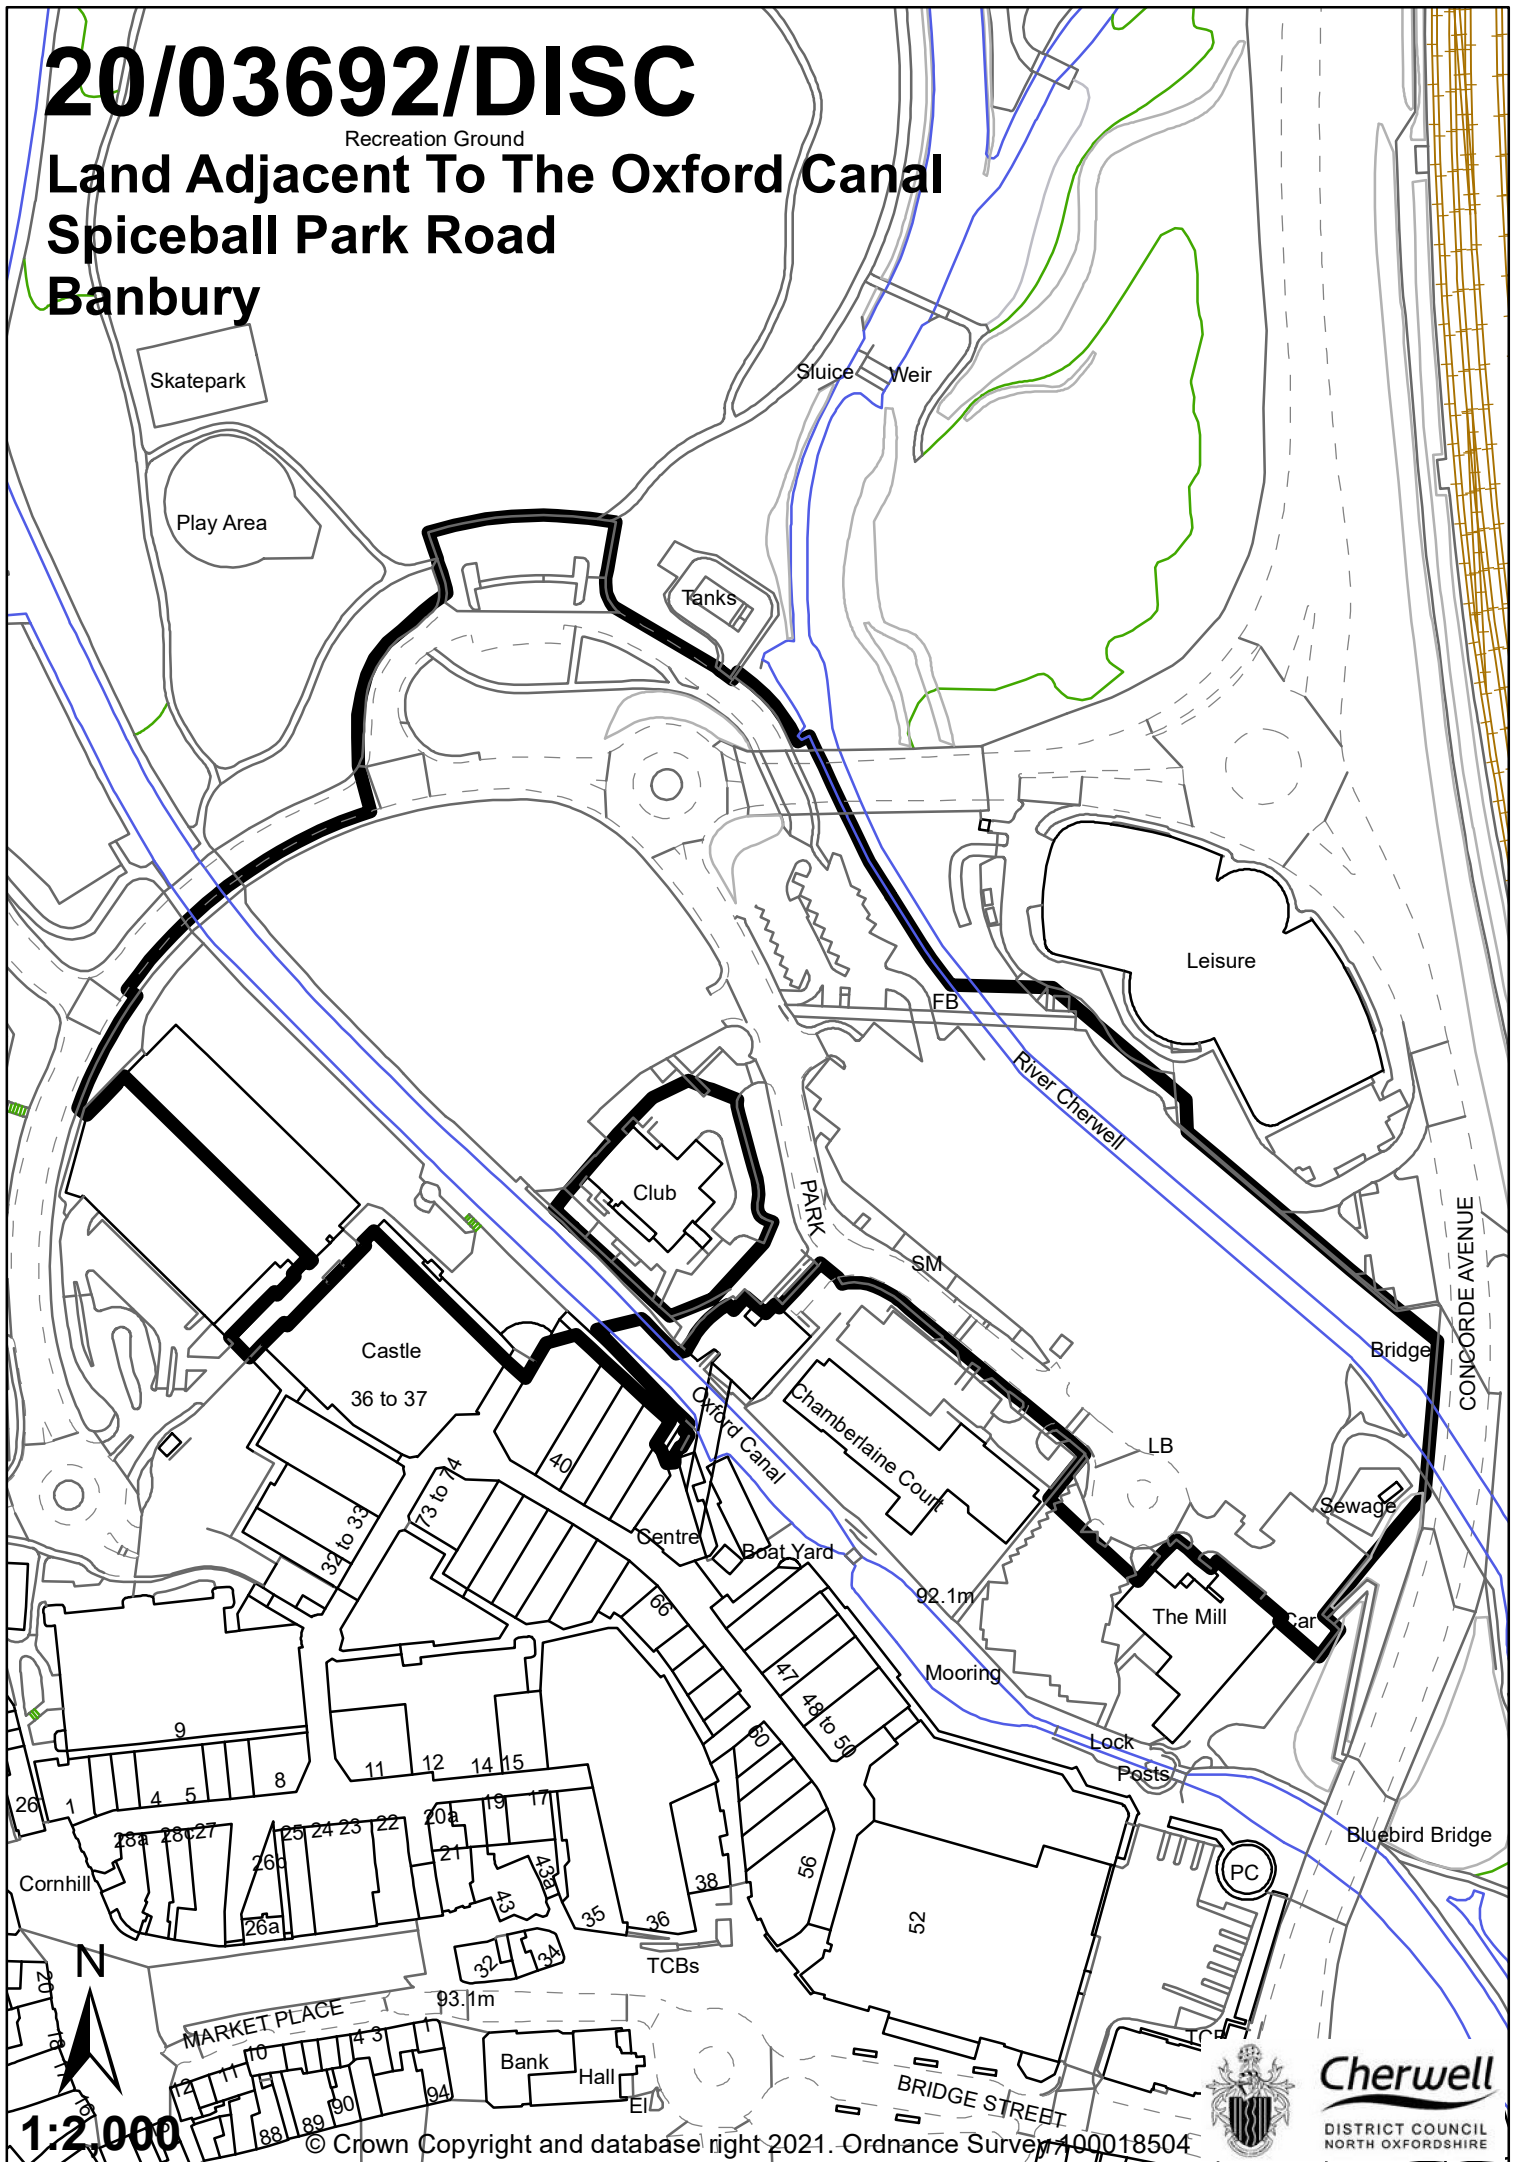 20/03692/DISC
Recreation Ground
Land Adjacent To The Oxford Canal
Spiceball Park Road
Banbury
Skatepark
Sluice
Weir
Play Area
Tanks
Leisure
FB
River Cherwell
Club
PARK
SM
CONCORDE AVENUE
Castle
36 to 37
Bridge
Oxford Canal
Chamberlaine Court
LB
40
73 to 74
32 to 33
Sewage
Centre
Boat Yard
92.1m
66
The Mill
Car
47
48 to 50
Mooring
9
60
Lock
Posts
11
12
14
15
8
26
1
4
5
28a
28c
27
25
24
23
22
20a
19
17
21
26c
43a
43
38
56
Bluebird Bridge
PC
Cornhill
26a
35
36
52
32
34
TCBs
N
20
93.1m
MARKET PLACE
18
16
12
11
10
4
3
1
Bank
Hall
El
94
90
89
88
BRIDGE STREET
1:2,000
© Crown Copyright and database right 2021. Ordnance Survey 100018504
Cherwell
DISTRICT COUNCIL
NORTH OXFORDSHIRE